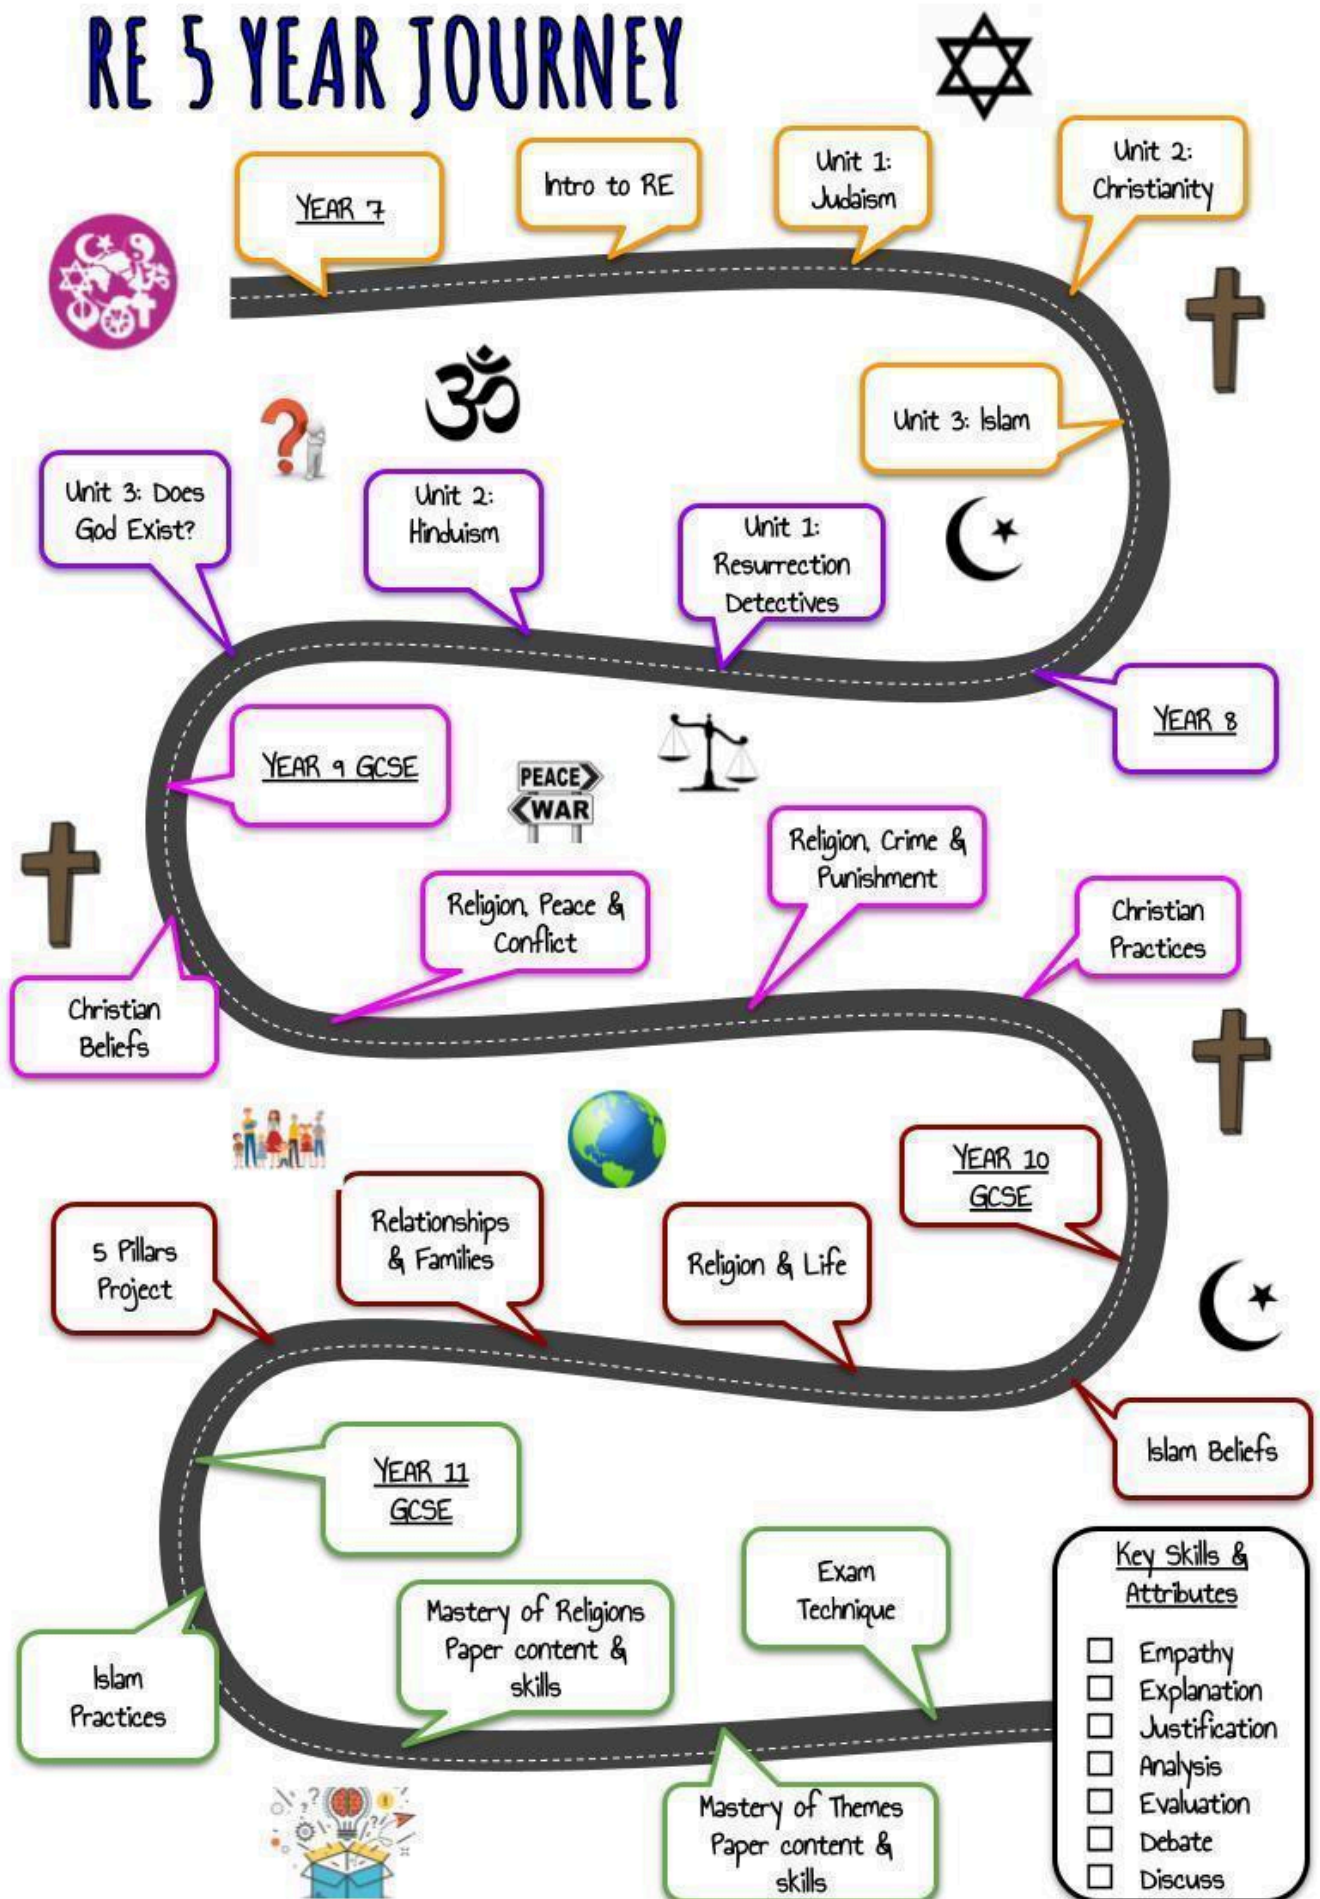 RE 5 YEAR JOURNEY
YEAR 7
Intro to RE
Unit 1:
Judaism
Unit 2:
Christianity
Unit 3: Islam
YEAR 8
Unit 1:
Resurrection
Detectives
Unit 2:
Hinduism
Unit 3: Does
God Exist?
YEAR 9 GCSE
PEACE
WAR
Christian
Beliefs
Religion, Peace &
Conflict
Religion, Crime &
Punishment
Christian
Practices
YEAR 10
GCSE
Islam Beliefs
Religion & Life
Relationships
& Families
5 Pillars
Project
YEAR 11
GCSE
Islam
Practices
Mastery of Religions
Paper content &
skills
Mastery of Themes
Paper content &
skills
Exam
Technique
Key Skills &
Attributes
Empathy
Explanation
Justification
Analysis
Evaluation
Debate
Discuss